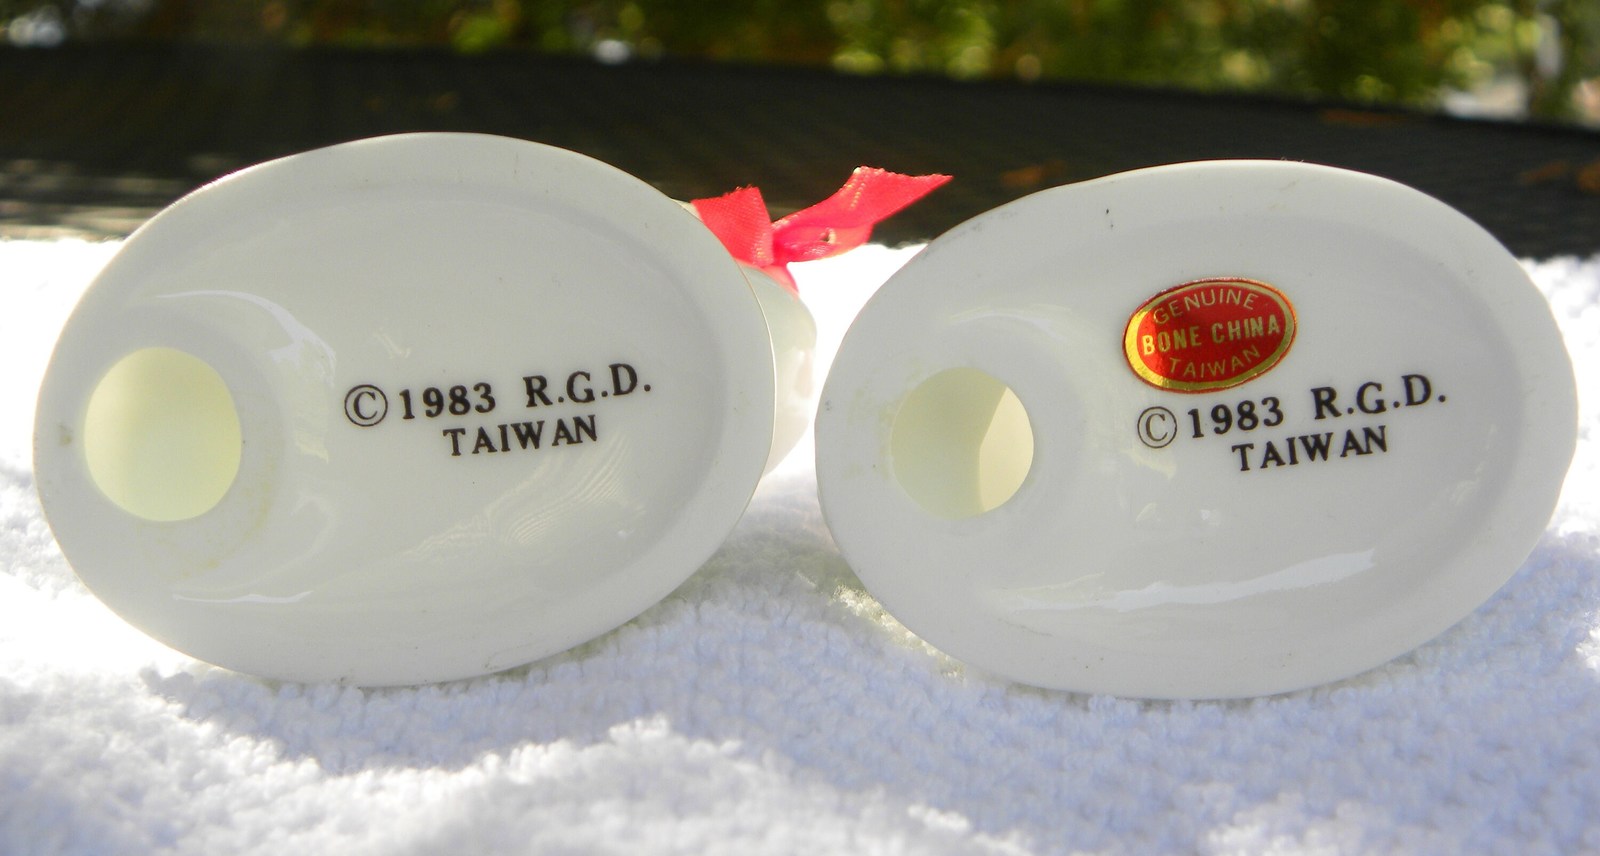 ©1983 R.G.D.
TAIWAN
GENUINE
BONE CHINA
TAIWAN
©1983 R.G.D.
TAIWAN